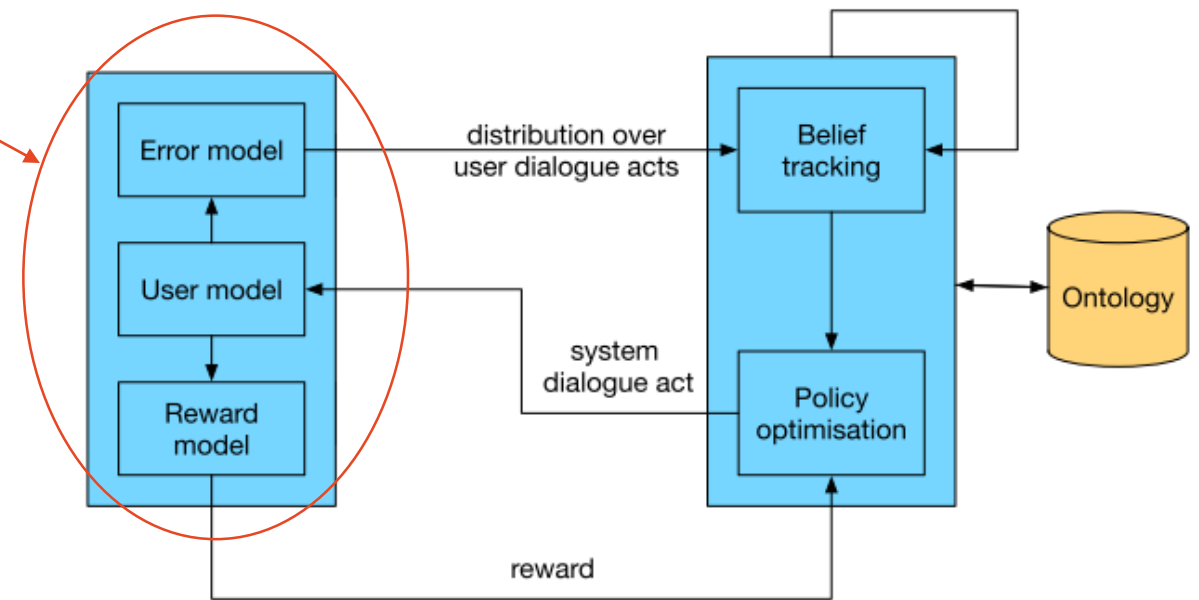 Error model
User model
Reward
model
distribution over
user dialogue acts
system
dialogue act
reward
Belief
tracking
Policy
optimisation
Ontology